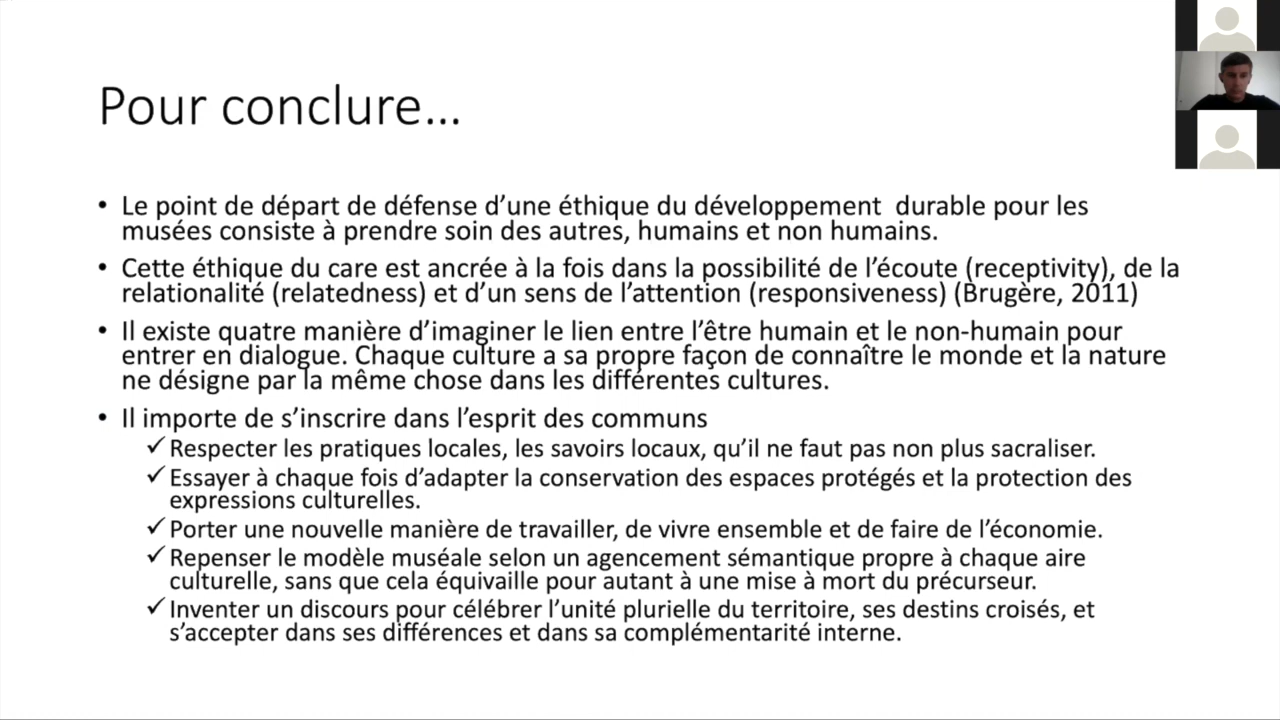 Pour conclure…
• Le point de départ de défense d’une éthique du développement  durable pour les
musées consiste à prendre soin des autres, humains et non humains.
• Cette éthique du care est ancrée à la fois dans la possibilité de l’écoute (receptivity), de la
relationalité (relatedness) et d’un sens de l’attention (responsiveness) (Brugère, 2011)
• Il existe quatre manière d’imaginer le lien entre l’être humain et le non-humain pour
entrer en dialogue. Chaque culture a sa propre façon de connaître le monde et la nature
ne désigne par la même chose dans les différentes cultures.
• Il importe de s’inscrire dans l’esprit des communs
✓ Respecter les pratiques locales, les savoirs locaux, qu’il ne faut pas non plus sacraliser.
✓ Essayer à chaque fois d’adapter la conservation des espaces protégés et la protection des
expressions culturelles.
✓ Porter une nouvelle manière de travailler, de vivre ensemble et de faire de l’économie.
✓ Repenser le modèle muséale selon un agencement sémantique propre à chaque aire
culturelle, sans que cela équivaille pour autant à une mise à mort du précurseur.
✓ Inventer un discours pour célébrer l’unité plurielle du territoire, ses destins croisés, et
s’accepter dans ses différences et dans sa complémentarité interne.